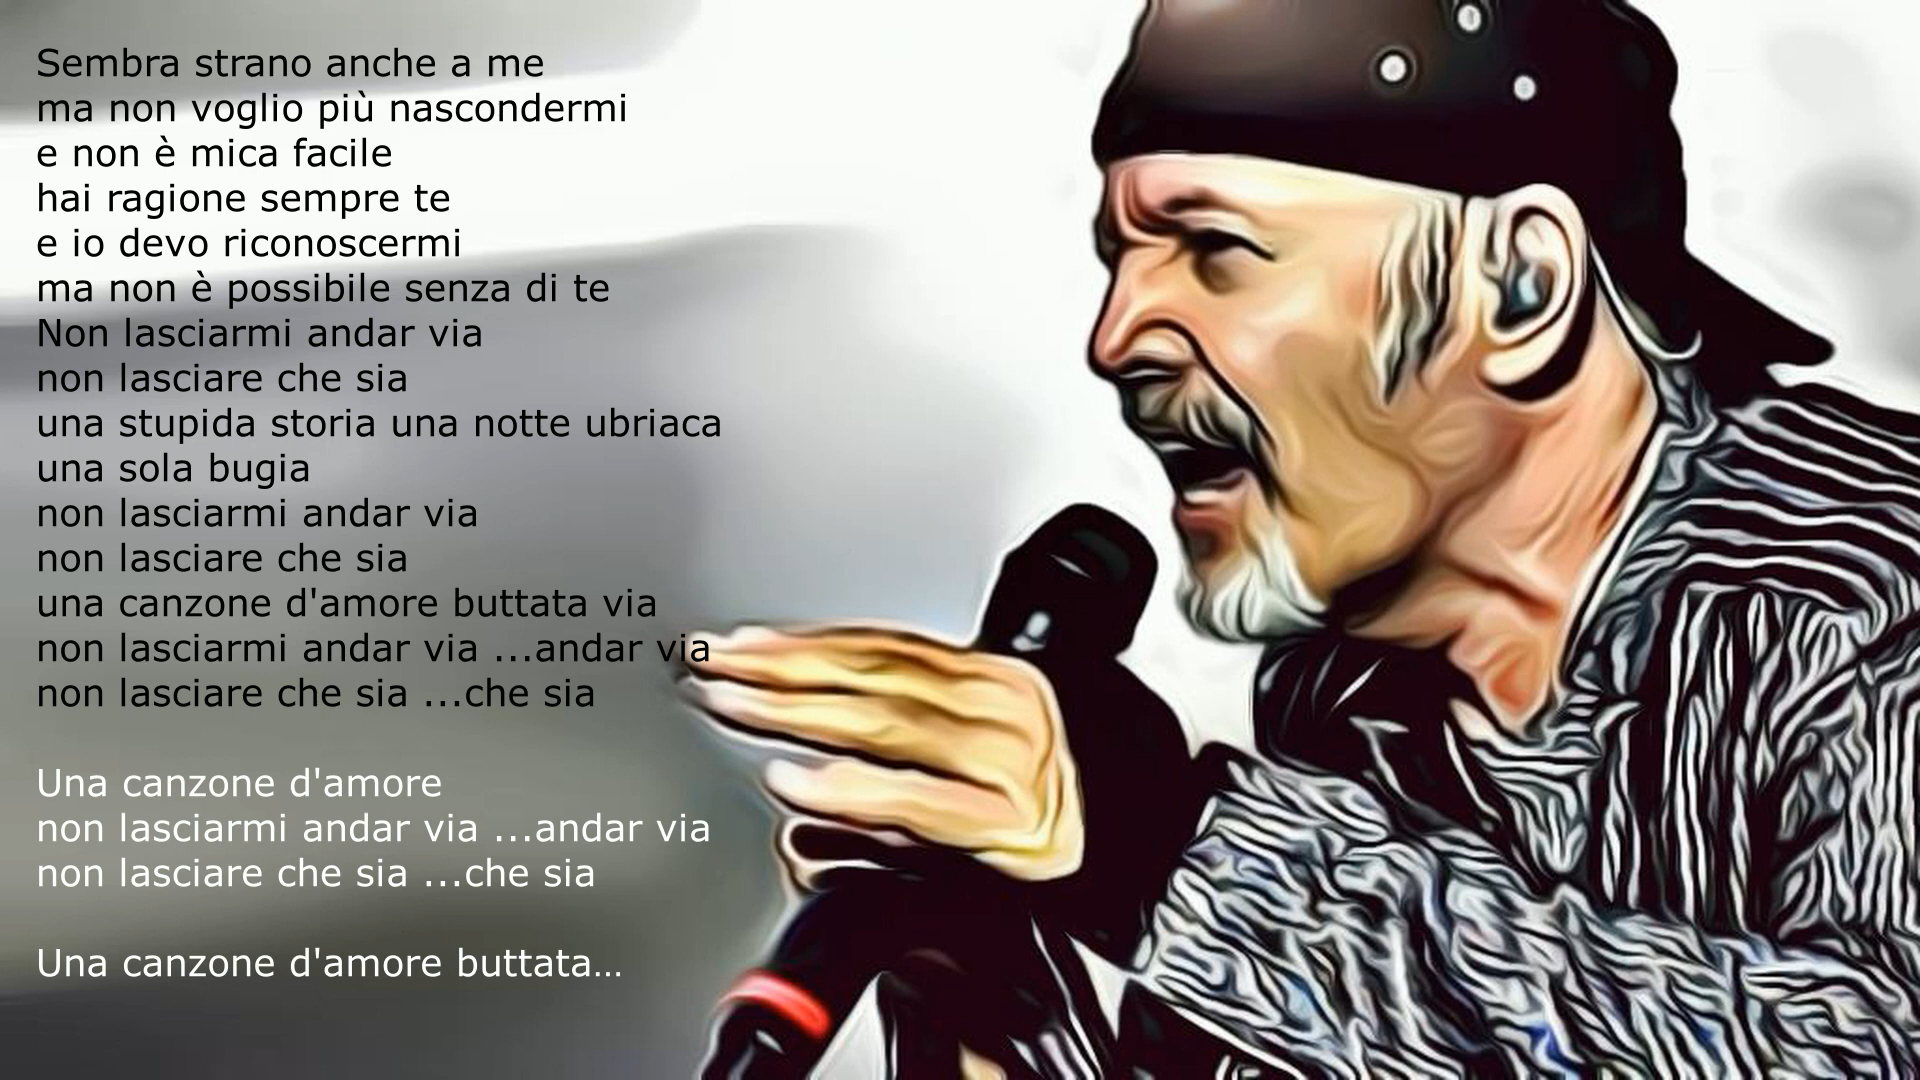 Sembra strano anche a me
ma non voglio più nascondermi
e non è mica facile
hai ragione sempre te
e io devo riconoscermi
ma non è possibile senza di te
Non lasciarmi andar via
non lasciare che sia
una stupida storia una notte ubriaca
una sola bugia
non lasciarmi andar via
non lasciare che sia
una canzone d'amore buttata via
non lasciarmi andar via ...andar via
non lasciare che sia ...che sia
Una canzone d'amore
non lasciarmi andar via ...andar via
non lasciare che sia ...che sia
Una canzone d'amore buttata…